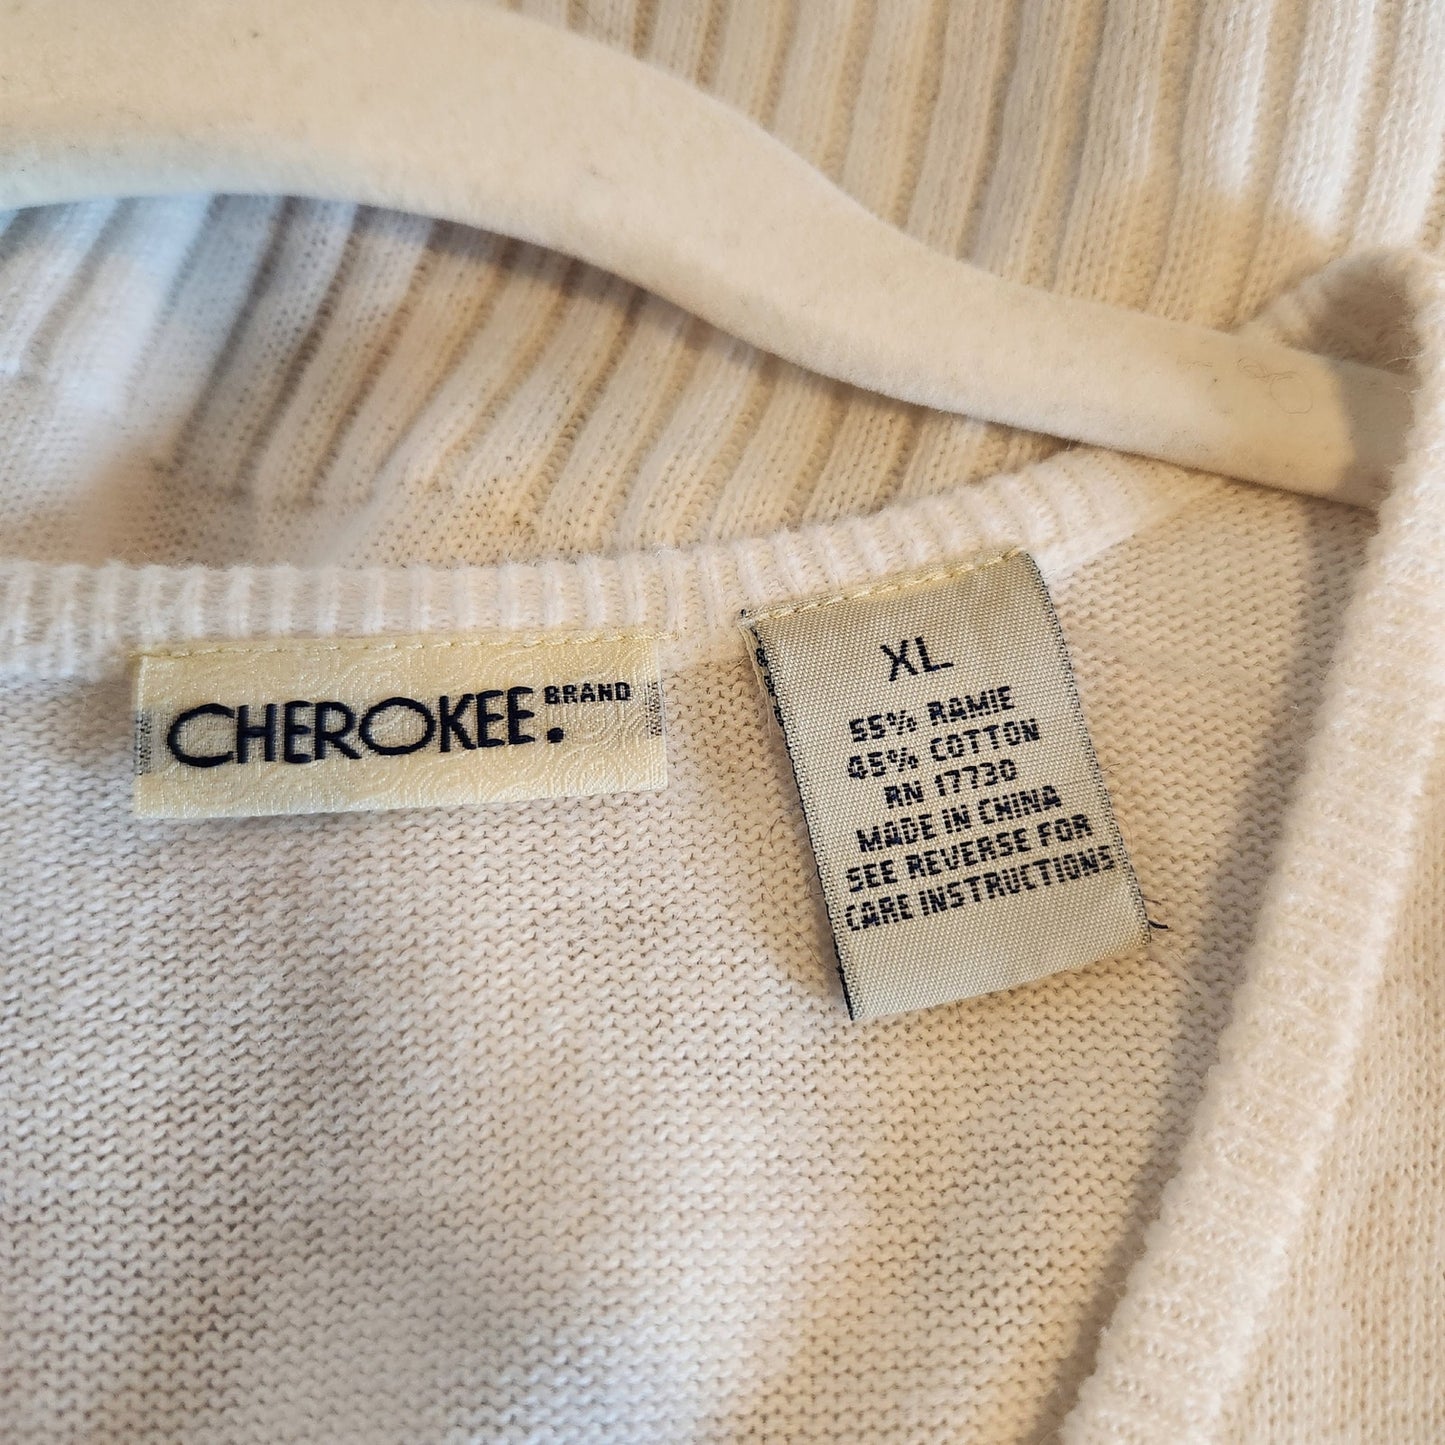 CHEROKEE. BRAND
XL
55% RAMIE
45% COTTON
RN 17730
MADE IN CHINA
SEE REVERSE FOR
CARE INSTRUCTIONS